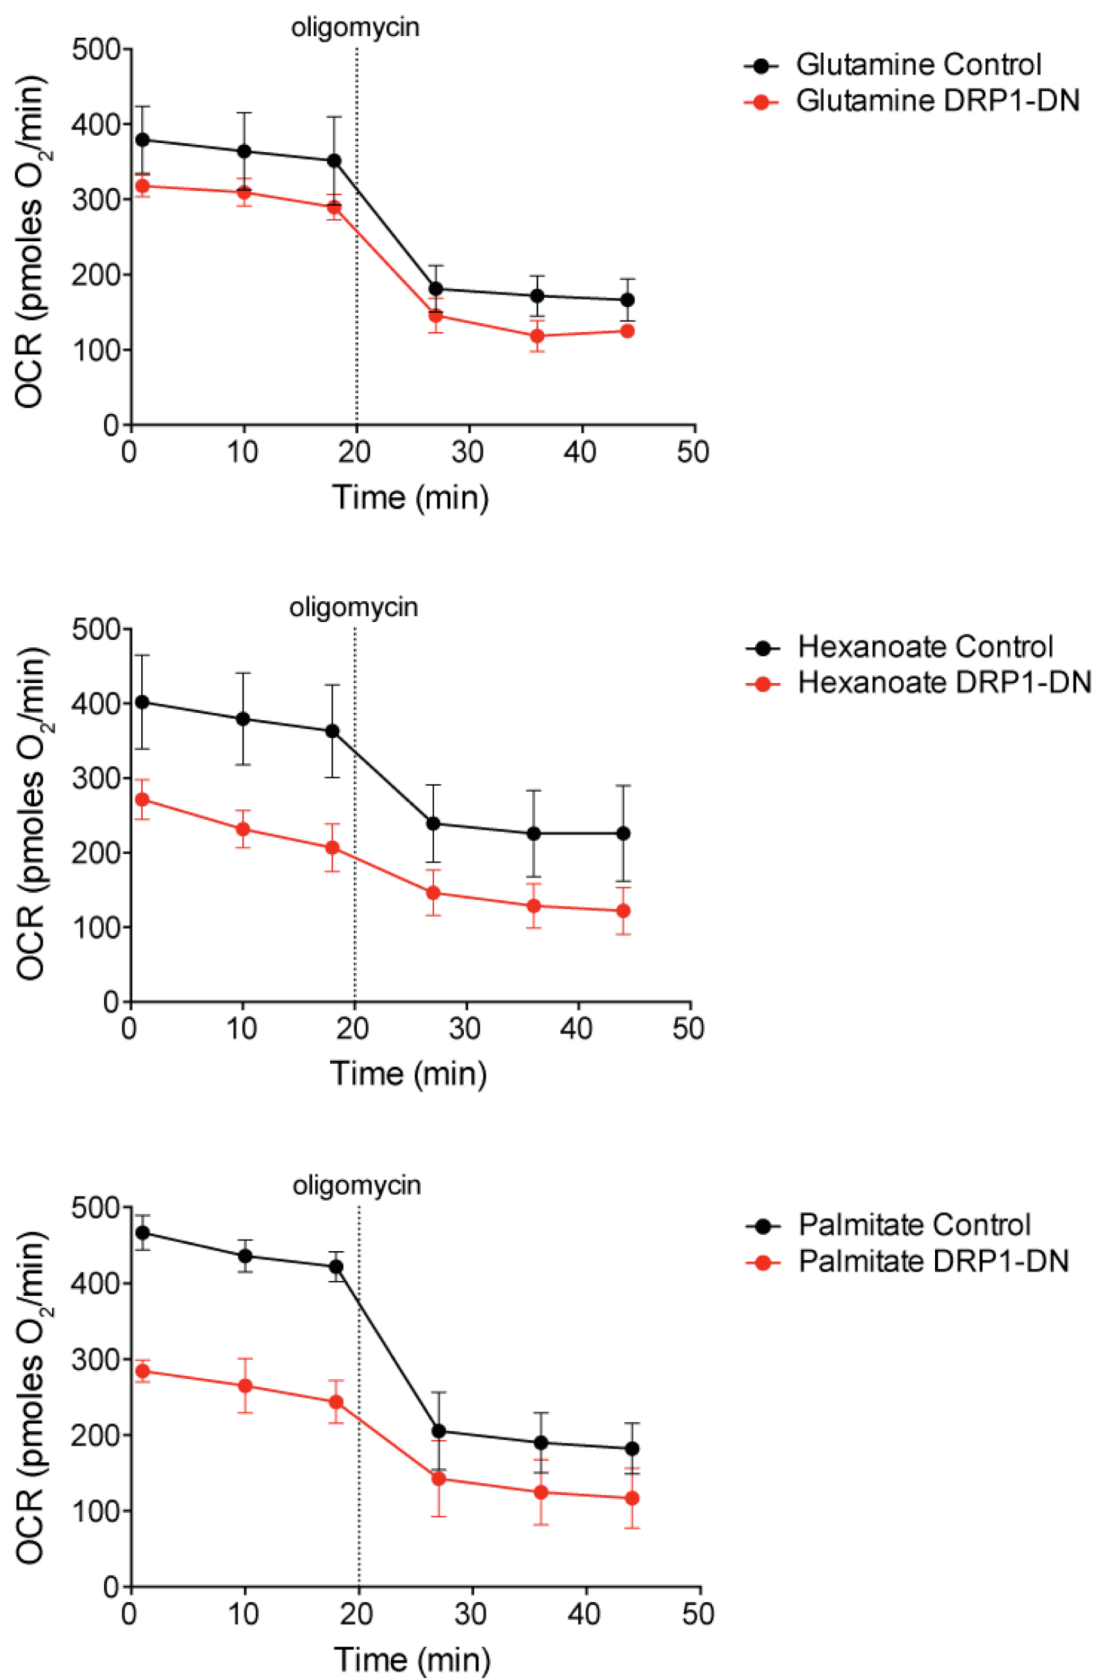 oligomycin
500
400
300
200
100
0
OCR (pmoles O₂/min)
0 10 20 30 40 50
Time (min)
Glutamine Control
Glutamine DRP1-DN
oligomycin
500
400
300
200
100
0
OCR (pmoles O₂/min)
0 10 20 30 40 50
Time (min)
Hexanoate Control
Hexanoate DRP1-DN
oligomycin
500
400
300
200
100
0
OCR (pmoles O₂/min)
0 10 20 30 40 50
Time (min)
Palmitate Control
Palmitate DRP1-DN